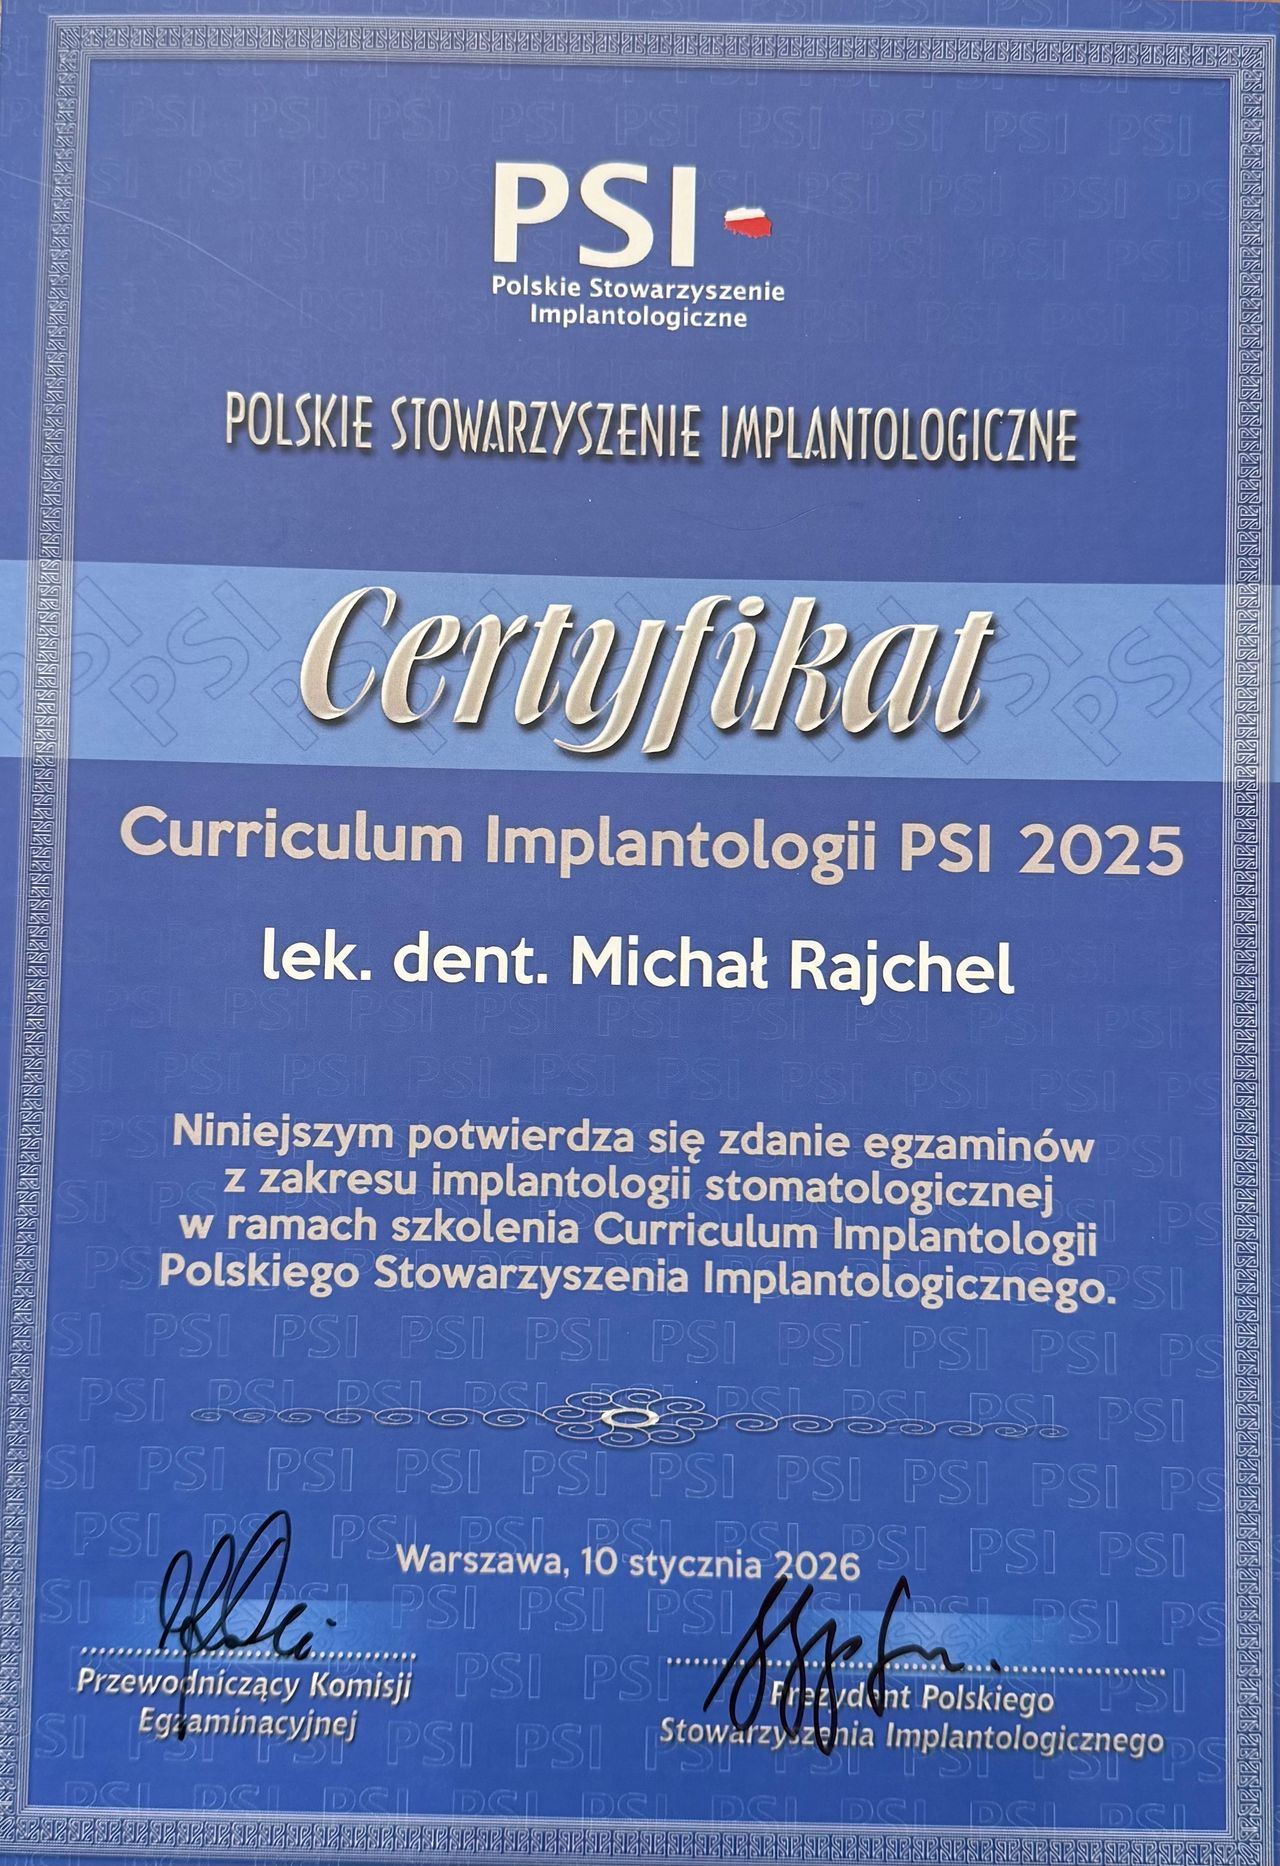 PSI
Polskie Stowarzyszenie
Implantologiczne
POLSKIE STOWARZYSZENIE IMPLANTOLOGICZNE
Certyfikat
Curriculum Implantologii PSI 2025
lek. dent. Michał Rajchel
Niniejszym potwierdza się zdanie egzaminów
z zakresu implantologii stomatologicznej
w ramach szkolenia Curriculum Implantologii
Polskiego Stowarzyszenia Implantologicznego.
Warszawa, 10 stycznia 2026
Przewodniczący Komisji
Egzaminacyjnej
Prezydent Polskiego
Stowarzyszenia Implantologicznego